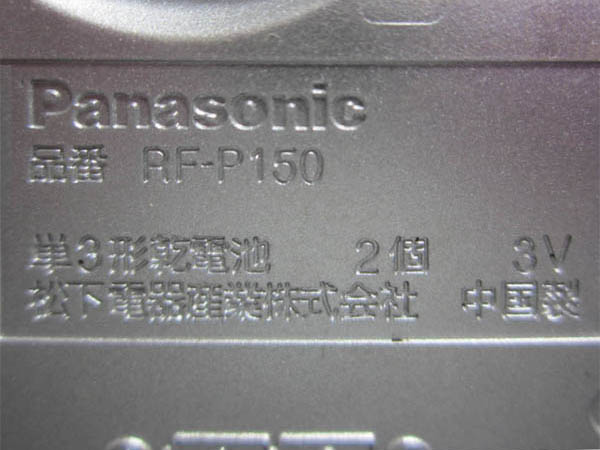 Panasonic
品番 RF-P150
単3形乾電池 2個 3V
松下電器産業株式会社 中国製